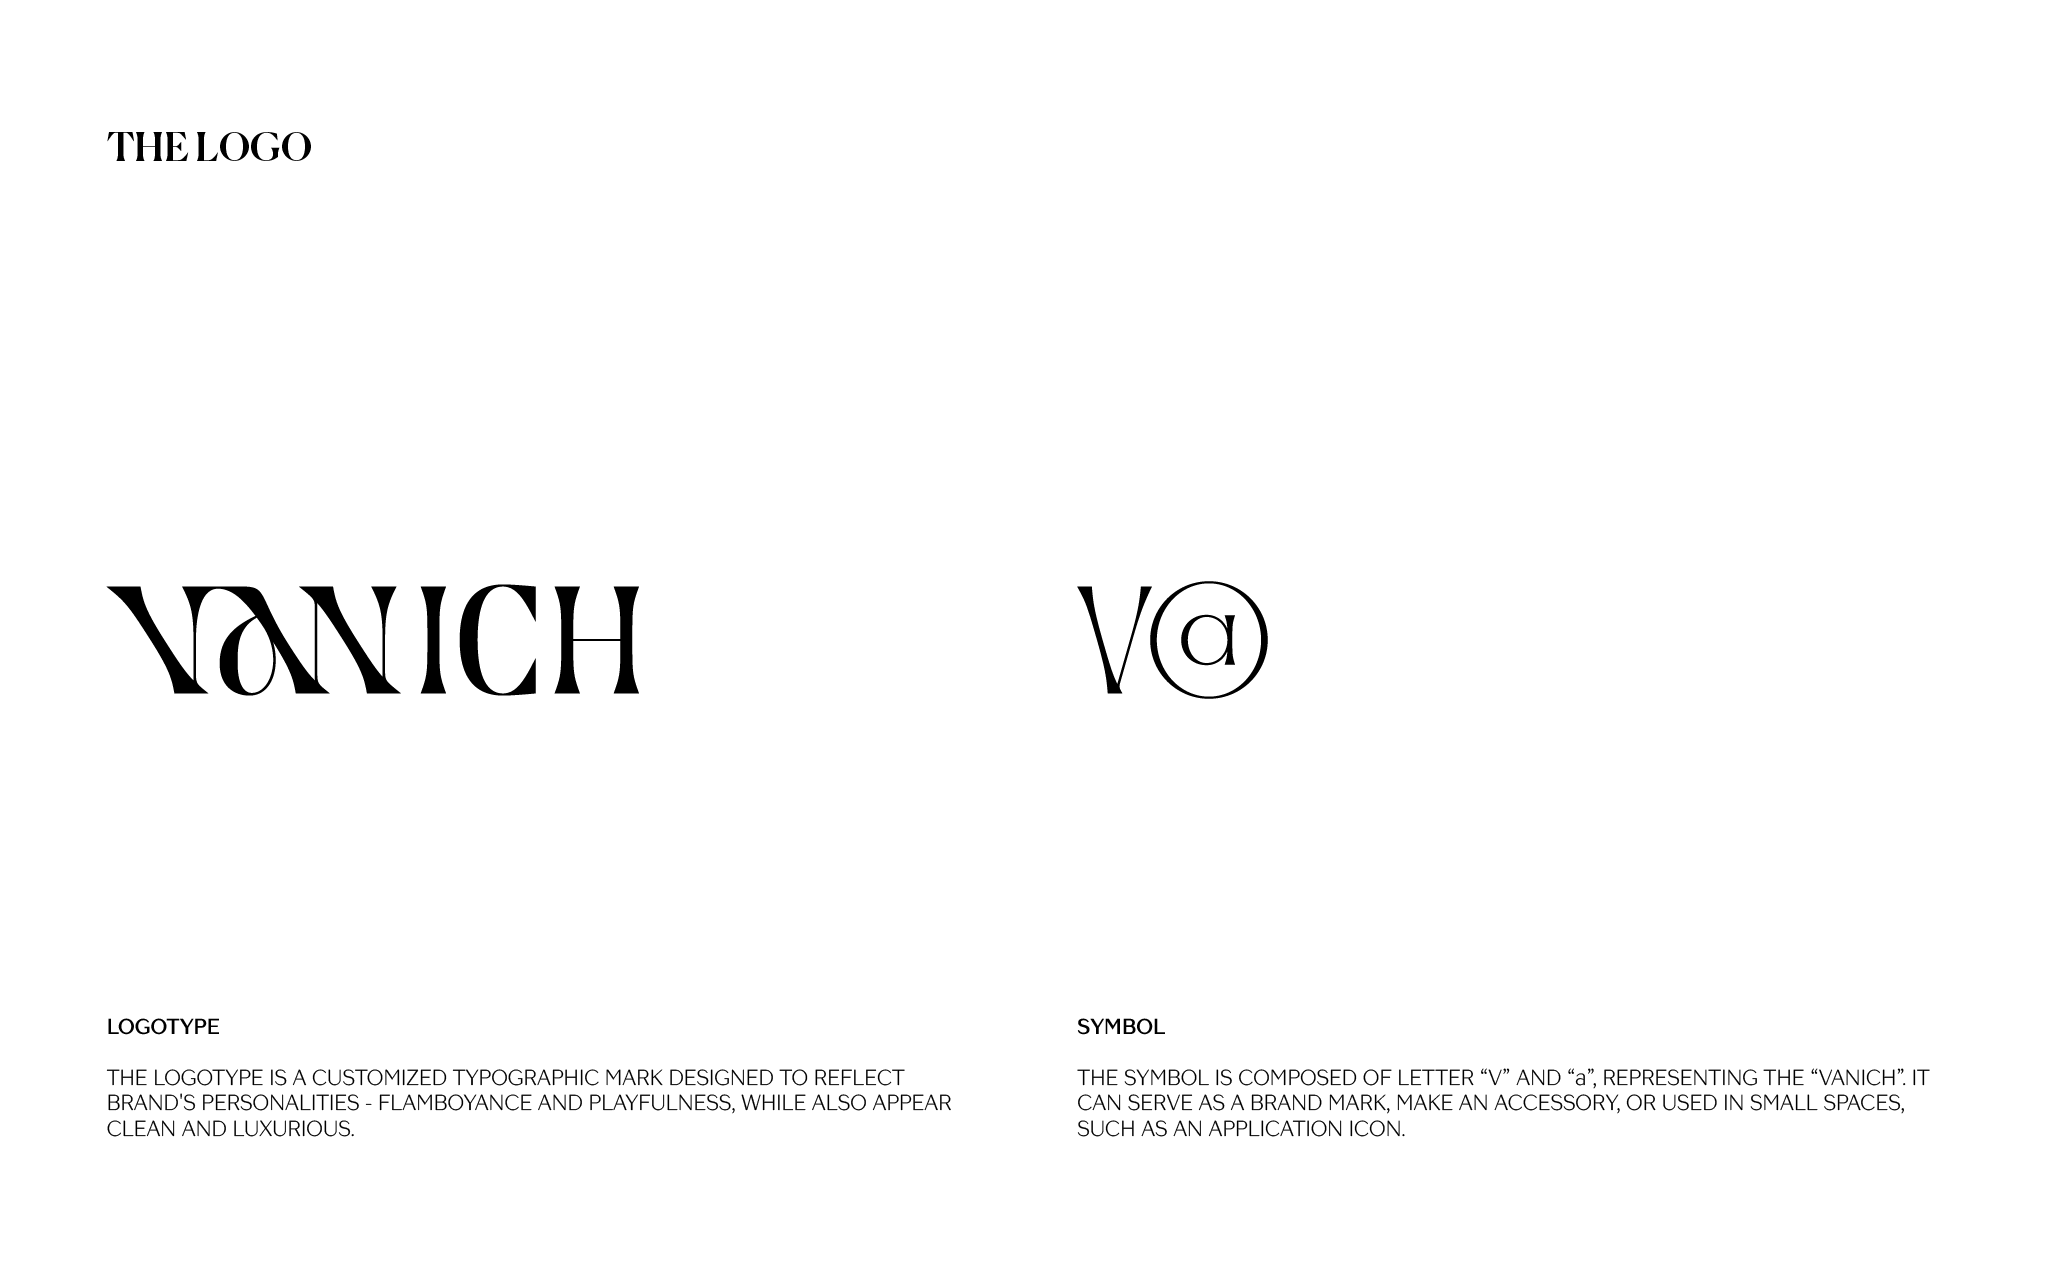 THE LOGO
VaNICH
Va
LOGOTYPE
THE LOGOTYPE IS A CUSTOMIZED TYPOGRAPHIC MARK DESIGNED TO REFLECT
BRAND'S PERSONALITIES - FLAMBOYANCE AND PLAYFULNESS, WHILE ALSO APPEAR
CLEAN AND LUXURIOUS.
SYMBOL
THE SYMBOL IS COMPOSED OF LETTER “V” AND “a”, REPRESENTING THE “VANICH”. IT
CAN SERVE AS A BRAND MARK, MAKE AN ACCESSORY, OR USED IN SMALL SPACES,
SUCH AS AN APPLICATION ICON.